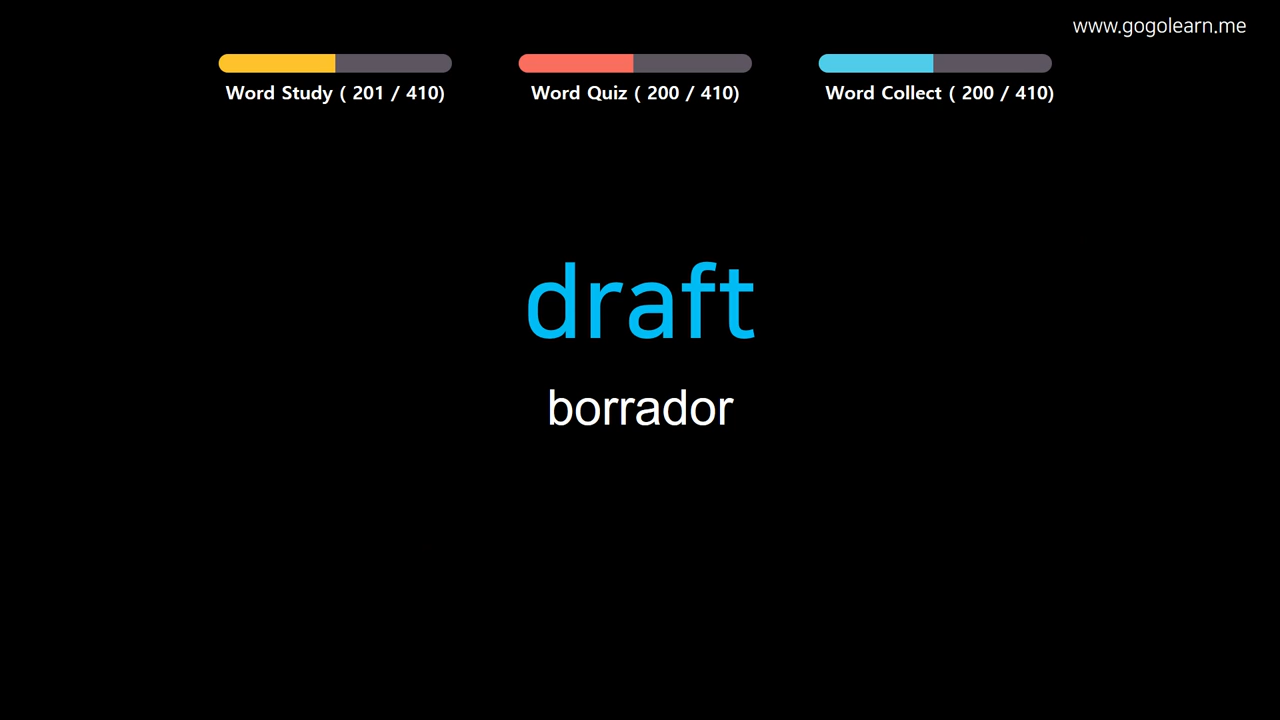 www.gogolearn.me
Word Study ( 201 / 410)
Word Quiz ( 200 / 410)
Word Collect ( 200 / 410)
draft
borrador